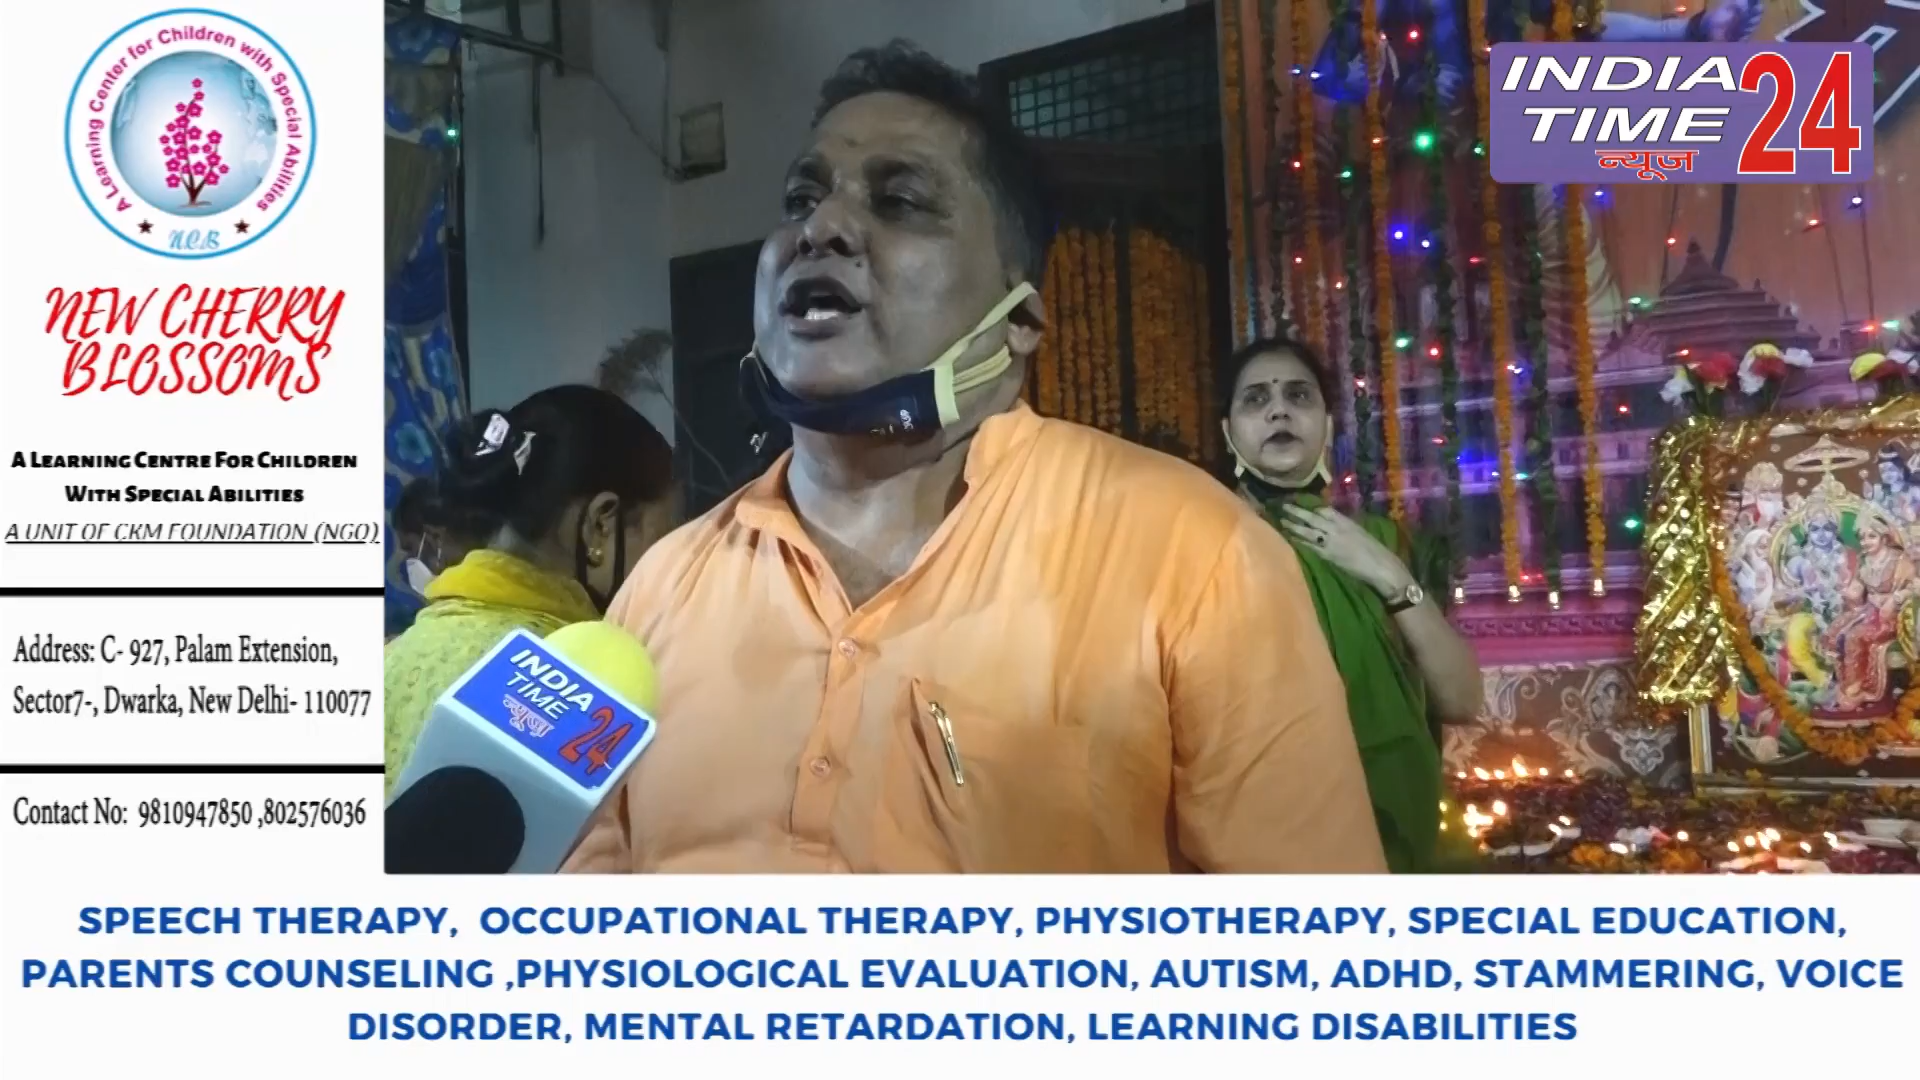 A Learning Center for Children with Special Abilities
N.C.B
NEW CHERRY
BLOSSOMS
A LEARNING CENTRE FOR CHILDREN
WITH SPECIAL ABILITIES
A UNIT OF CKM FOUNDATION (NGO)
Address: C- 927, Palam Extension,
Sector7-, Dwarka, New Delhi- 110077
Contact No: 9810947850 ,802576036
INDIA
TIME 24
न्यूज
INDIA
TIME
न्यूज 24
SPEECH THERAPY, OCCUPATIONAL THERAPY, PHYSIOTHERAPY, SPECIAL EDUCATION,
PARENTS COUNSELING ,PHYSIOLOGICAL EVALUATION, AUTISM, ADHD, STAMMERING, VOICE
DISORDER, MENTAL RETARDATION, LEARNING DISABILITIES